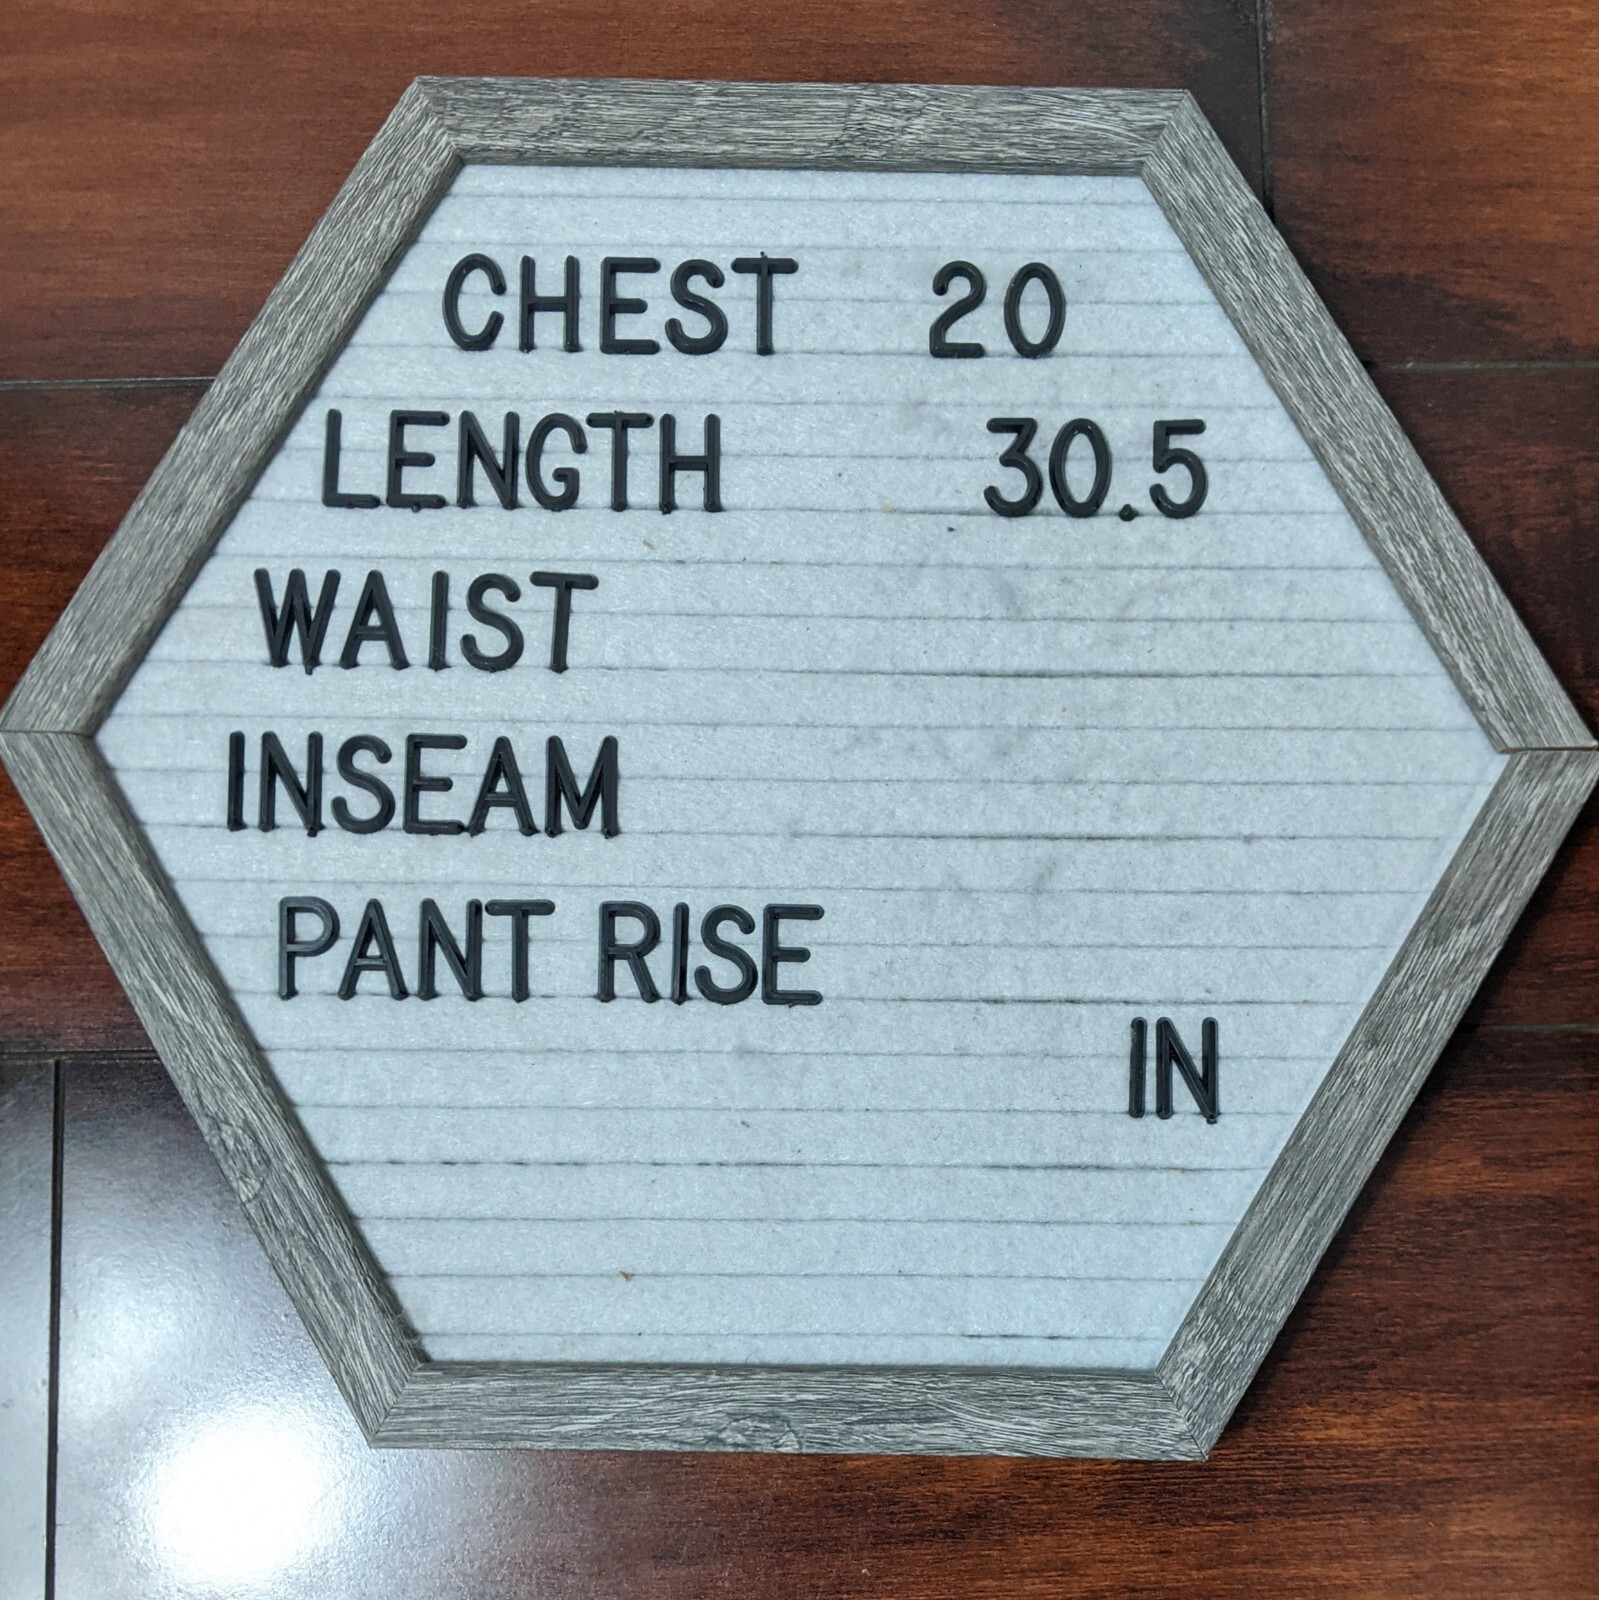 CHEST 20
LENGTH 30.5
WAIST
INSEAM
PANT RISE
IN